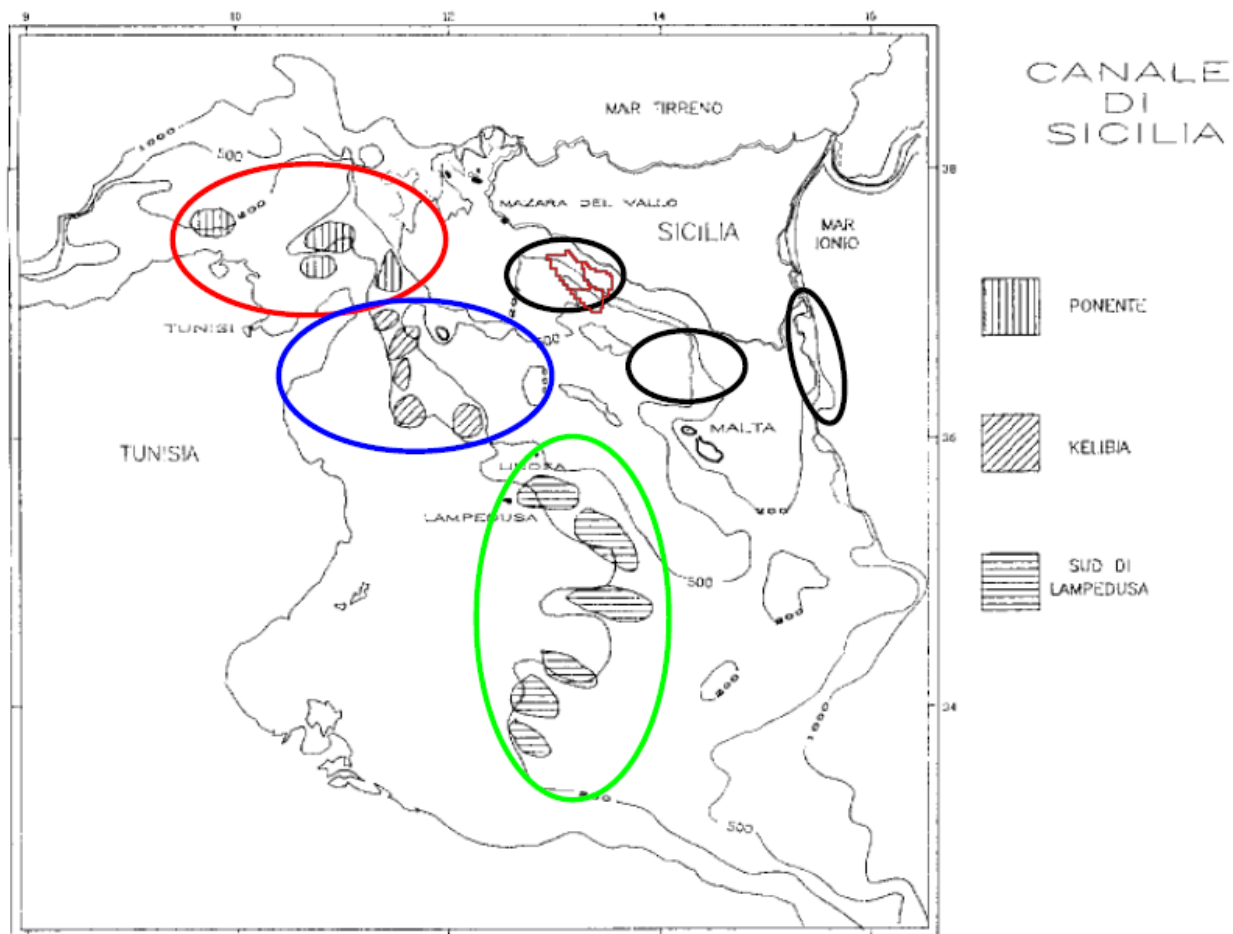 9 10 12 14 16
CANALE
DI
SICILIA
MAR TIRRENO
1000
500
38
200
MAZARA DEL VALLO
SICILIA
MAR
IONIO
PONENTE
TUNISI
500
KELIBIA
MALTA
36
TUNISIA
LINOSA
LAMPEDUSA
200
SUD DI
LAMPEDUSA
500
200
200
34
1000
200
500